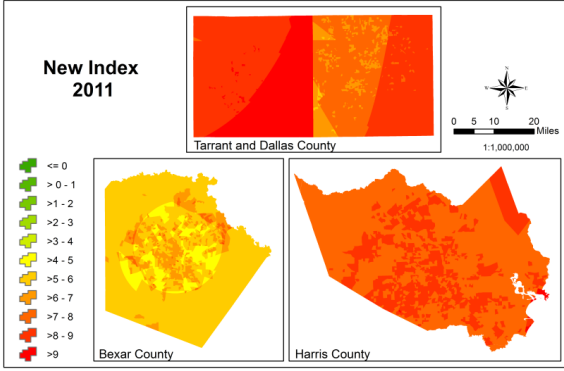 New Index
2011
Tarrant and Dallas County
N
W
E
S
0 5 10 20
Miles
1:1,000,000
<= 0
> 0 - 1
>1 - 2
>2 - 3
>3 - 4
>4 - 5
>5 - 6
>6 - 7
>7 - 8
>8 - 9
>9
Bexar County
Harris County